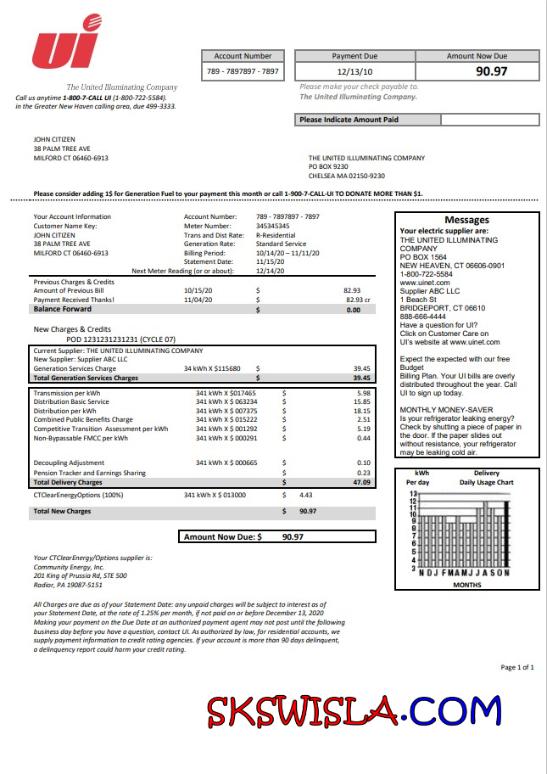 ui
The United Illuminating Company
Call us anytime 1-800-7-CALL UI (1-800-722-5584).
in the Greater New Haven calling area, due 499-3333.
Account Number
789 - 7897897 - 7897
Payment Due Amount Now Due
12/13/10 90.97
Please make your check payable to.
The United Illuminating Company.
Please Indicate Amount Paid
JOHN CITIZEN
38 PALM TREE AVE
MILFORD CT 06460-6913
THE UNITED ILLUMINATING COMPANY
PO BOX 9230
CHELSEA MA 02150-9230
Please consider adding 1$ for Generation Fuel to your payment this month or call 1-900-7-CALL-UI TO DONATE MORE THAN $1.
Your Account Information Account Number: 789 - 7897897 - 7897
Customer Name Key: Meter Number: 345345345
JOHN CITIZEN Trans and Dist Rate: R-Residential
38 PALM TREE AVE Generation Rate: Standard Service
MILFORD CT 06460-6913 Billing Period: 10/14/20 – 11/11/20
Statement Date: 11/15/20
Next Meter Reading (or or about): 12/14/20
Previous Charges & Credits
Amount of Previous Bill 10/15/20 $ 82.93
Payment Received Thanks! 11/04/20 $ 82.93 cr
Balance Forward $ 0.00
New Charges & Credits
POD 1231231231231 (CYCLE 07)
Current Supplier: THE UNITED ILLUMINATING COMPANY
New Supplier: Supplier ABC LLC
Generation Services Charge 34 kWH X $115680 $ 39.45
Total Generation Services Charges $ 39.45
Transmission per kWh 341 kWH X $017465 $ 5.98
Distribution Basic Service 341 kWH X $ 063234 $ 15.85
Distribution per kWh 341 kWH X $ 007375 $ 18.15
Combined Public Benefits Charge 341 kWH X $ 015222 $ 2.51
Competitive Transition Assessment per kWh 341 kWH X $ 001292 $ 5.19
Non-Bypassable FMCC per kWh 341 kWH X $ 000291 $ 0.44
Decoupling Adjustment 341 kWH X $ 000665 $ 0.10
Pension Tracker and Earnings Sharing $ 0.23
Total Delivery Charges $ 47.09
CTClearEnergyOptions (100%) 341 kWH X $ 013000 $ 4.43
Total New Charges $ 90.97
Amount Now Due: $ 90.97
Your CTClearEnergy/Options supplier is:
Community Energy, Inc.
201 King of Prussia Rd, STE 500
Radior, PA 19087-5151
All Charges are due as of your Statement Date: any unpaid charges will be subject to interest as of
your Statement Date, at the rate of 1.25% per month, if not paid on or before December 13, 2020
Making your payment on the Due Date at an authorized payment agent may not post until the following
business day before you have a question, contact UI. As authorized by law, for residential accounts, we
supply payment information to credit rating agencies. If your account is more than 90 days delinquent,
a delinquency report could harm your credit rating.
Messages
Your electric supplier are:
THE UNITED ILLUMINATING
COMPANY
PO BOX 1564
NEW HEAVEN, CT 06606-0901
1-800-722-5584
www.uinet.com
Supplier ABC LLC
1 Beach St
BRIDGEPORT, CT 06610
888-666-4444
Have a question for UI?
Click on Customer Care on
UI's website at www.uinet.com
Expect the expected with our free
Budget
Billing Plan. Your UI bills are overly
distributed throughout the year. Call
UI to sign up today.
MONTHLY MONEY-SAVER
Is your refrigerator leaking energy?
Check by shutting a piece of paper in
the door. If the paper slides out
without resistance, your refrigerator
may be leaking cold air.
kWh Delivery
Per day Daily Usage Chart
13
12
11
10
9
8
7
6
5
4
3
N D J F M A M J J A S O N
MONTHS
Page 1 of 1
SKSWISLA.COM